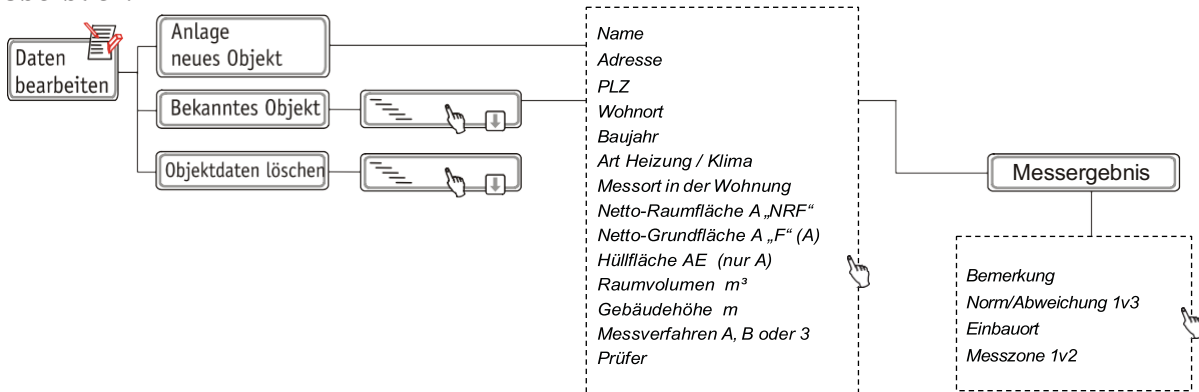 Daten
bearbeiten
Anlage
neues Objekt
Bekanntes Objekt
Objektdaten löschen
Name
Adresse
PLZ
Wohnort
Baujahr
Art Heizung / Klima
Messort in der Wohnung
Netto-Raumfläche A „NRF“
Netto-Grundfläche A „F“ (A)
Hüllfläche AE (nur A)
Raumvolumen m³
Gebäudehöhe m
Messverfahren A, B oder 3
Prüfer
Messergebnis
Bemerkung
Norm/Abweichung 1v3
Einbauort
Messzone 1v2